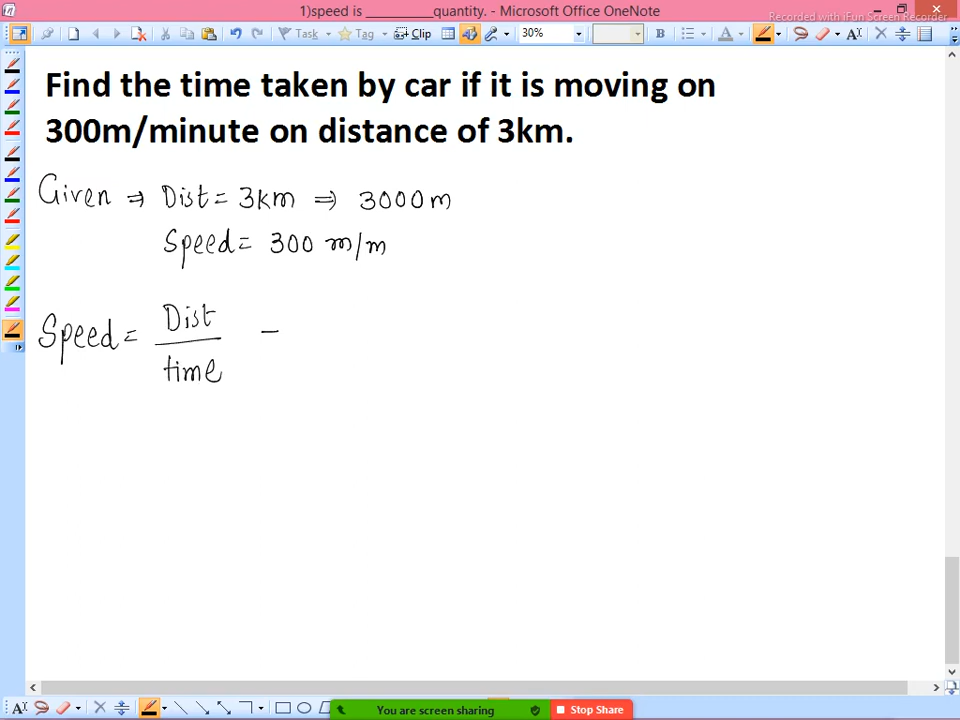 1)speed is __________quantity. - Microsoft Office OneNote
Recorded with iFun Screen Recorder
Task Tag Clip 30% B A A
Find the time taken by car if it is moving on
300m/minute on distance of 3km.
Given ⇒ Dist = 3km ⇒ 3000m
Speed = 300 m/m
Speed = Dist
time
A
You are screen sharing Stop Share